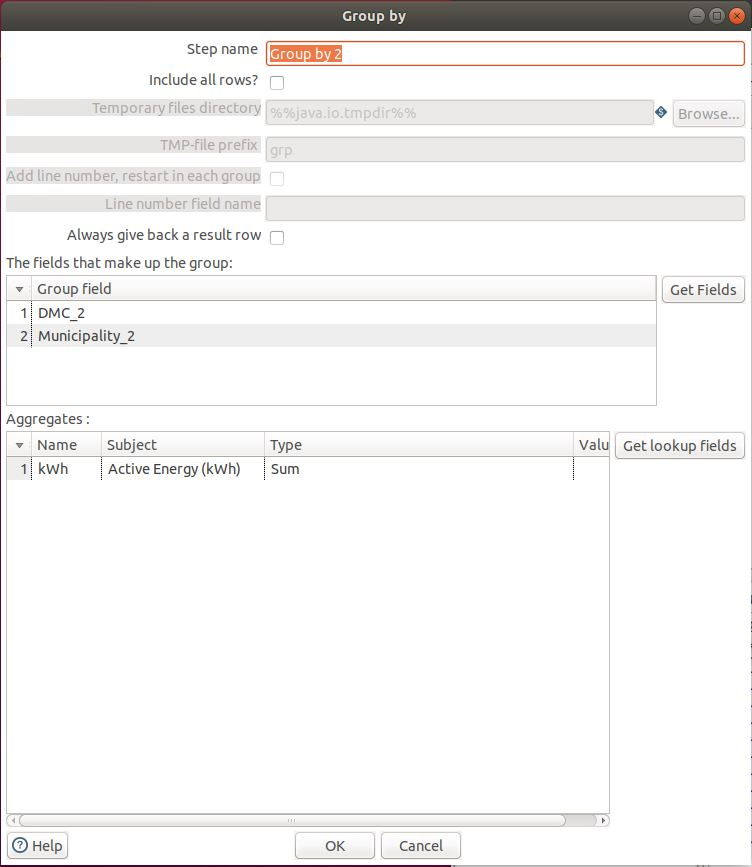 Group by
Step name Group by 2
Include all rows?
Temporary files directory %%java.io.tmpdir%% Browse...
TMP-file prefix grp
Add line number, restart in each group
Line number field name
Always give back a result row
The fields that make up the group:
Group field Get Fields
1 DMC_2
2 Municipality_2
Aggregates :
Name Subject Type Valu Get lookup fields
1 kWh Active Energy (kWh) Sum
Help OK Cancel